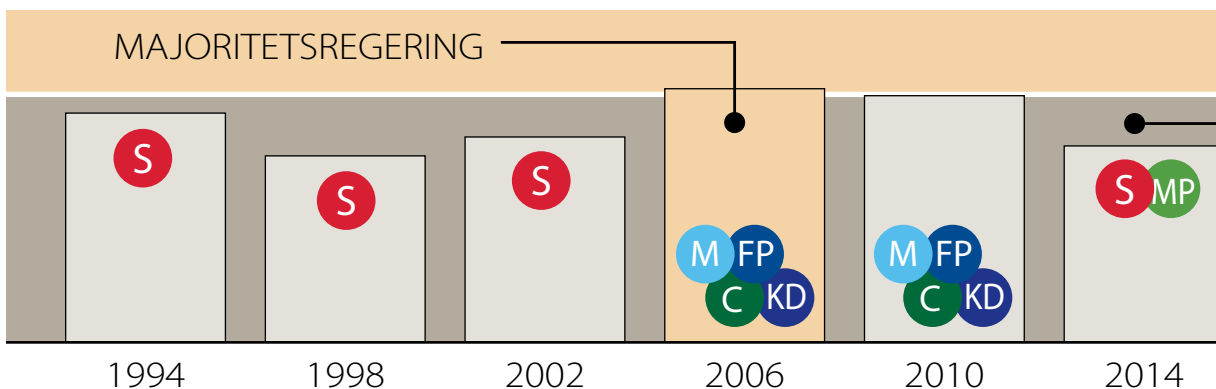 MAJORITETSREGERING
S
S
S
M FP
C KD
M FP
C KD
S MP
1994 1998 2002 2006 2010 2014